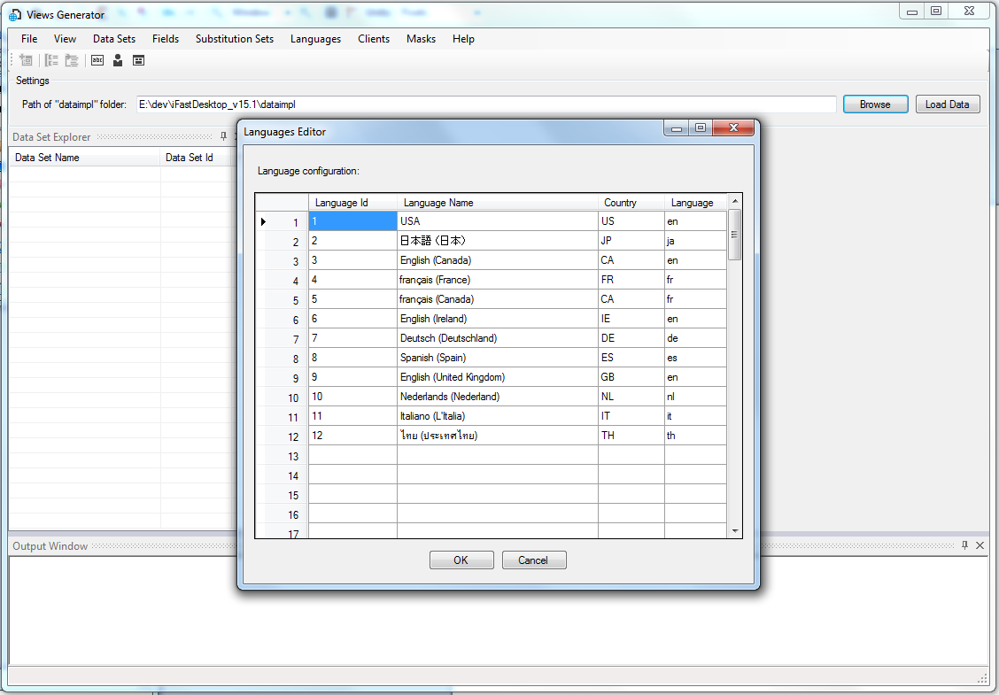 Views Generator
File View Data Sets Fields Substitution Sets Languages Clients Masks Help
abc
Settings
Path of "dataimpl" folder: E:\dev\iFastDesktop_v15.1\dataimpl Browse Load Data
Data Set Explorer
Data Set Name Data Set Id
Languages Editor
Language configuration:
Language Id Language Name Country Language
1 1 USA US en
2 2 日本語 (日本) JP ja
3 3 English (Canada) CA en
4 4 français (France) FR fr
5 5 français (Canada) CA fr
6 6 English (Ireland) IE en
7 7 Deutsch (Deutschland) DE de
8 8 Spanish (Spain) ES es
9 9 English (United Kingdom) GB en
10 10 Nederlands (Nederland) NL nl
11 11 Italiano (L'Italia) IT it
12 12 ไทย (ประเทศไทย) TH th
13
14
15
16
17
OK Cancel
Output Window